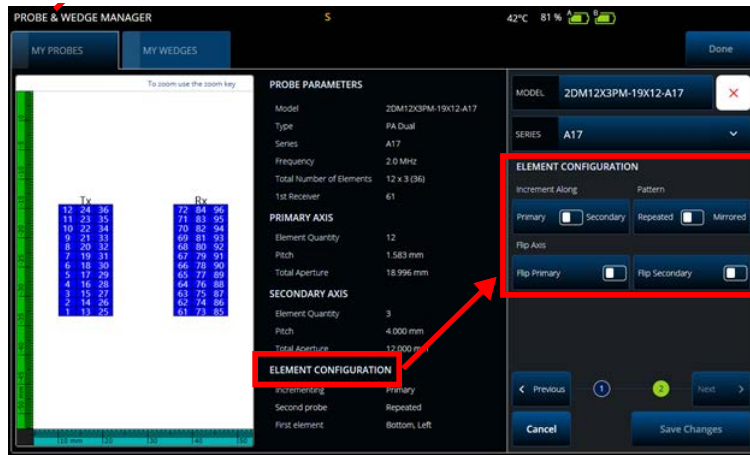 PROBE & WEDGE MANAGER
S
42°C 81 %
MY PROBES
MY WEDGES
Done
To zoom use the zoom key
Tx
12 24 36
11 23 35
10 22 34
9 21 33
8 20 32
7 19 31
6 18 30
5 17 29
4 16 28
3 15 27
2 14 26
1 13 25
Rx
72 84 96
71 83 95
70 82 94
69 81 93
68 80 92
67 79 91
66 78 90
65 77 89
64 76 88
63 75 87
62 74 86
61 73 85
10 mm 20 30 40 50
PROBE PARAMETERS
Model 2DM12X3PM-19X12-A17
Type PA Dual
Series A17
Frequency 2.0 MHz
Total Number of Elements 12 x 3 (36)
1st Receiver 61
PRIMARY AXIS
Element Quantity 12
Pitch 1.583 mm
Total Aperture 18.996 mm
SECONDARY AXIS
Element Quantity 3
Pitch 4.000 mm
Total Aperture 12.000 mm
ELEMENT CONFIGURATION
Incrementing Primary
Second probe Repeated
First element Bottom, Left
MODEL 2DM12X3PM-19X12-A17
SERIES A17
ELEMENT CONFIGURATION
Increment Along Pattern
Primary Secondary Repeated Mirrored
Flip Axis
Flip Primary Flip Secondary
Previous 1 2 Next
Cancel Save Changes